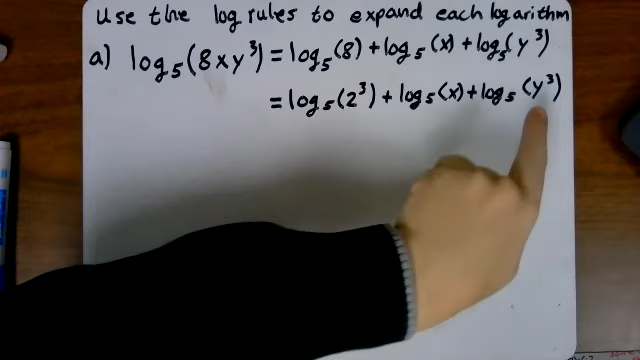 Use the log rules to expand each logarithm
a) log₅(8xy³) = log₅(8) + log₅(x) + log₅(y³)
= log₅(2³) + log₅(x) + log₅(y³)